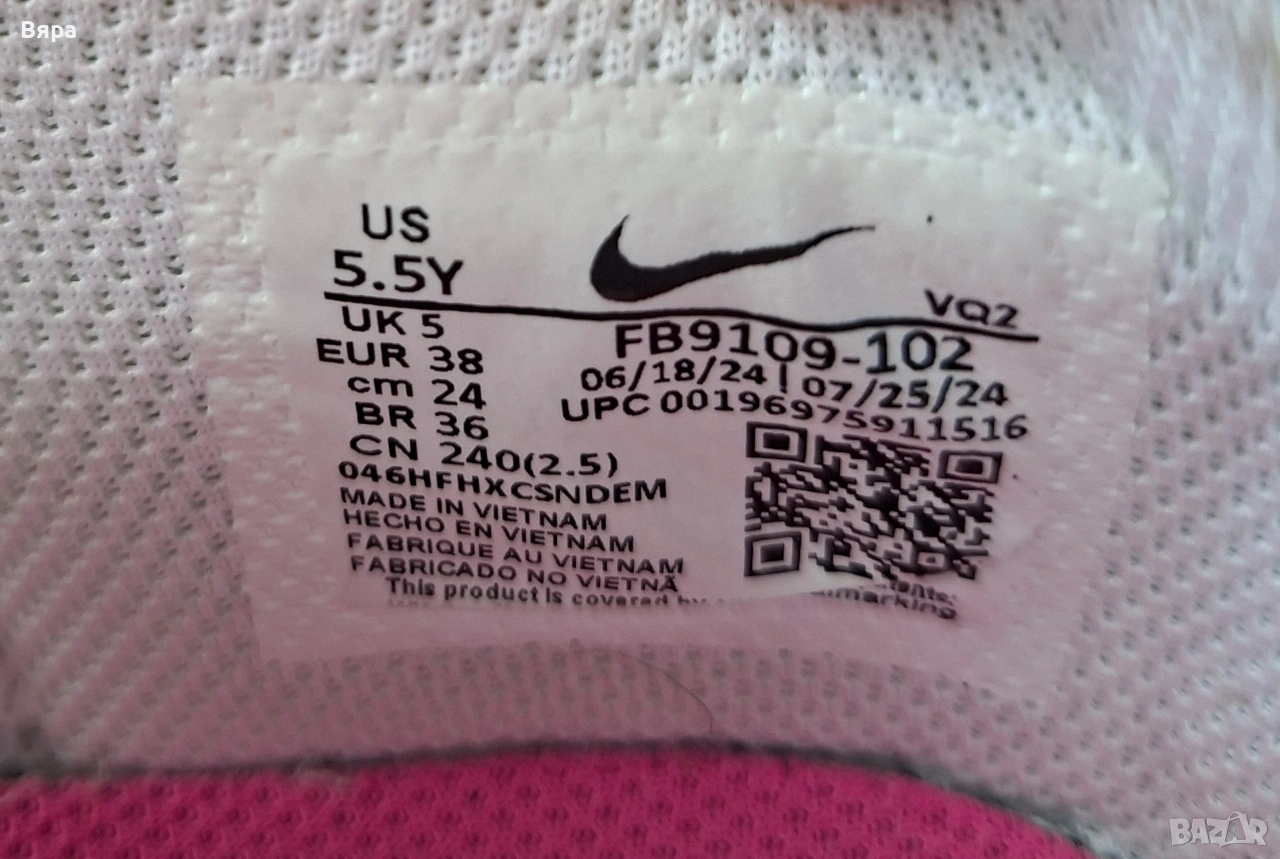 Вяра
US
5.5Y
VQ2
UK 5
FB9109-102
EUR 38
06/18/24 | 07/25/24
cm 24
UPC 00196975911516
BR 36
CN 240(2.5)
046HFHXCSNDEM
MADE IN VIETNAM
HECHO EN VIETNAM
FABRIQUE AU VIETNAM
FABRICADO NO VIETNÃ
This product is covered by
BAZAR